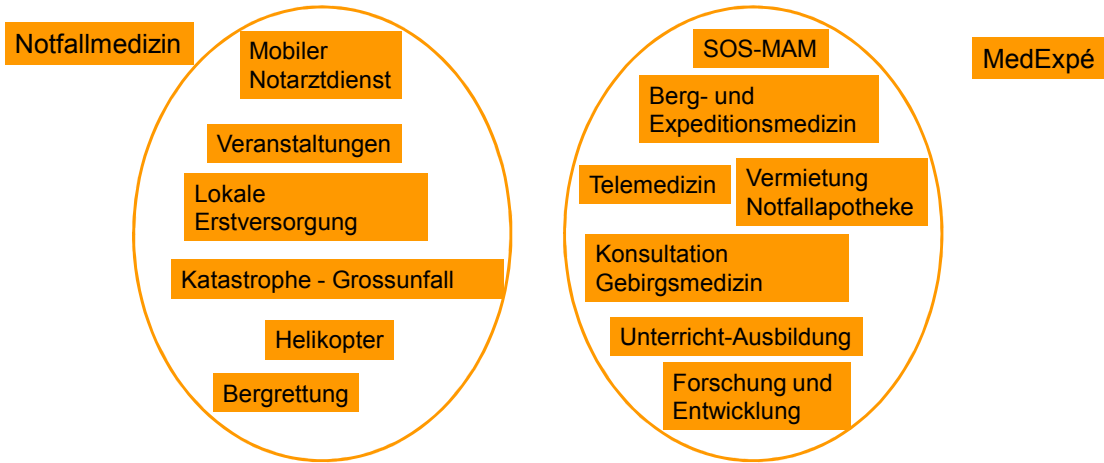 Notfallmedizin
Mobiler
Notarztdienst
Veranstaltungen
Lokale
Erstversorgung
Katastrophe - Grossunfall
Helikopter
Bergrettung
SOS-MAM
MedExpé
Berg- und
Expeditionsmedizin
Telemedizin
Vermietung
Notfallapotheke
Konsultation
Gebirgsmedizin
Unterricht-Ausbildung
Forschung und
Entwicklung